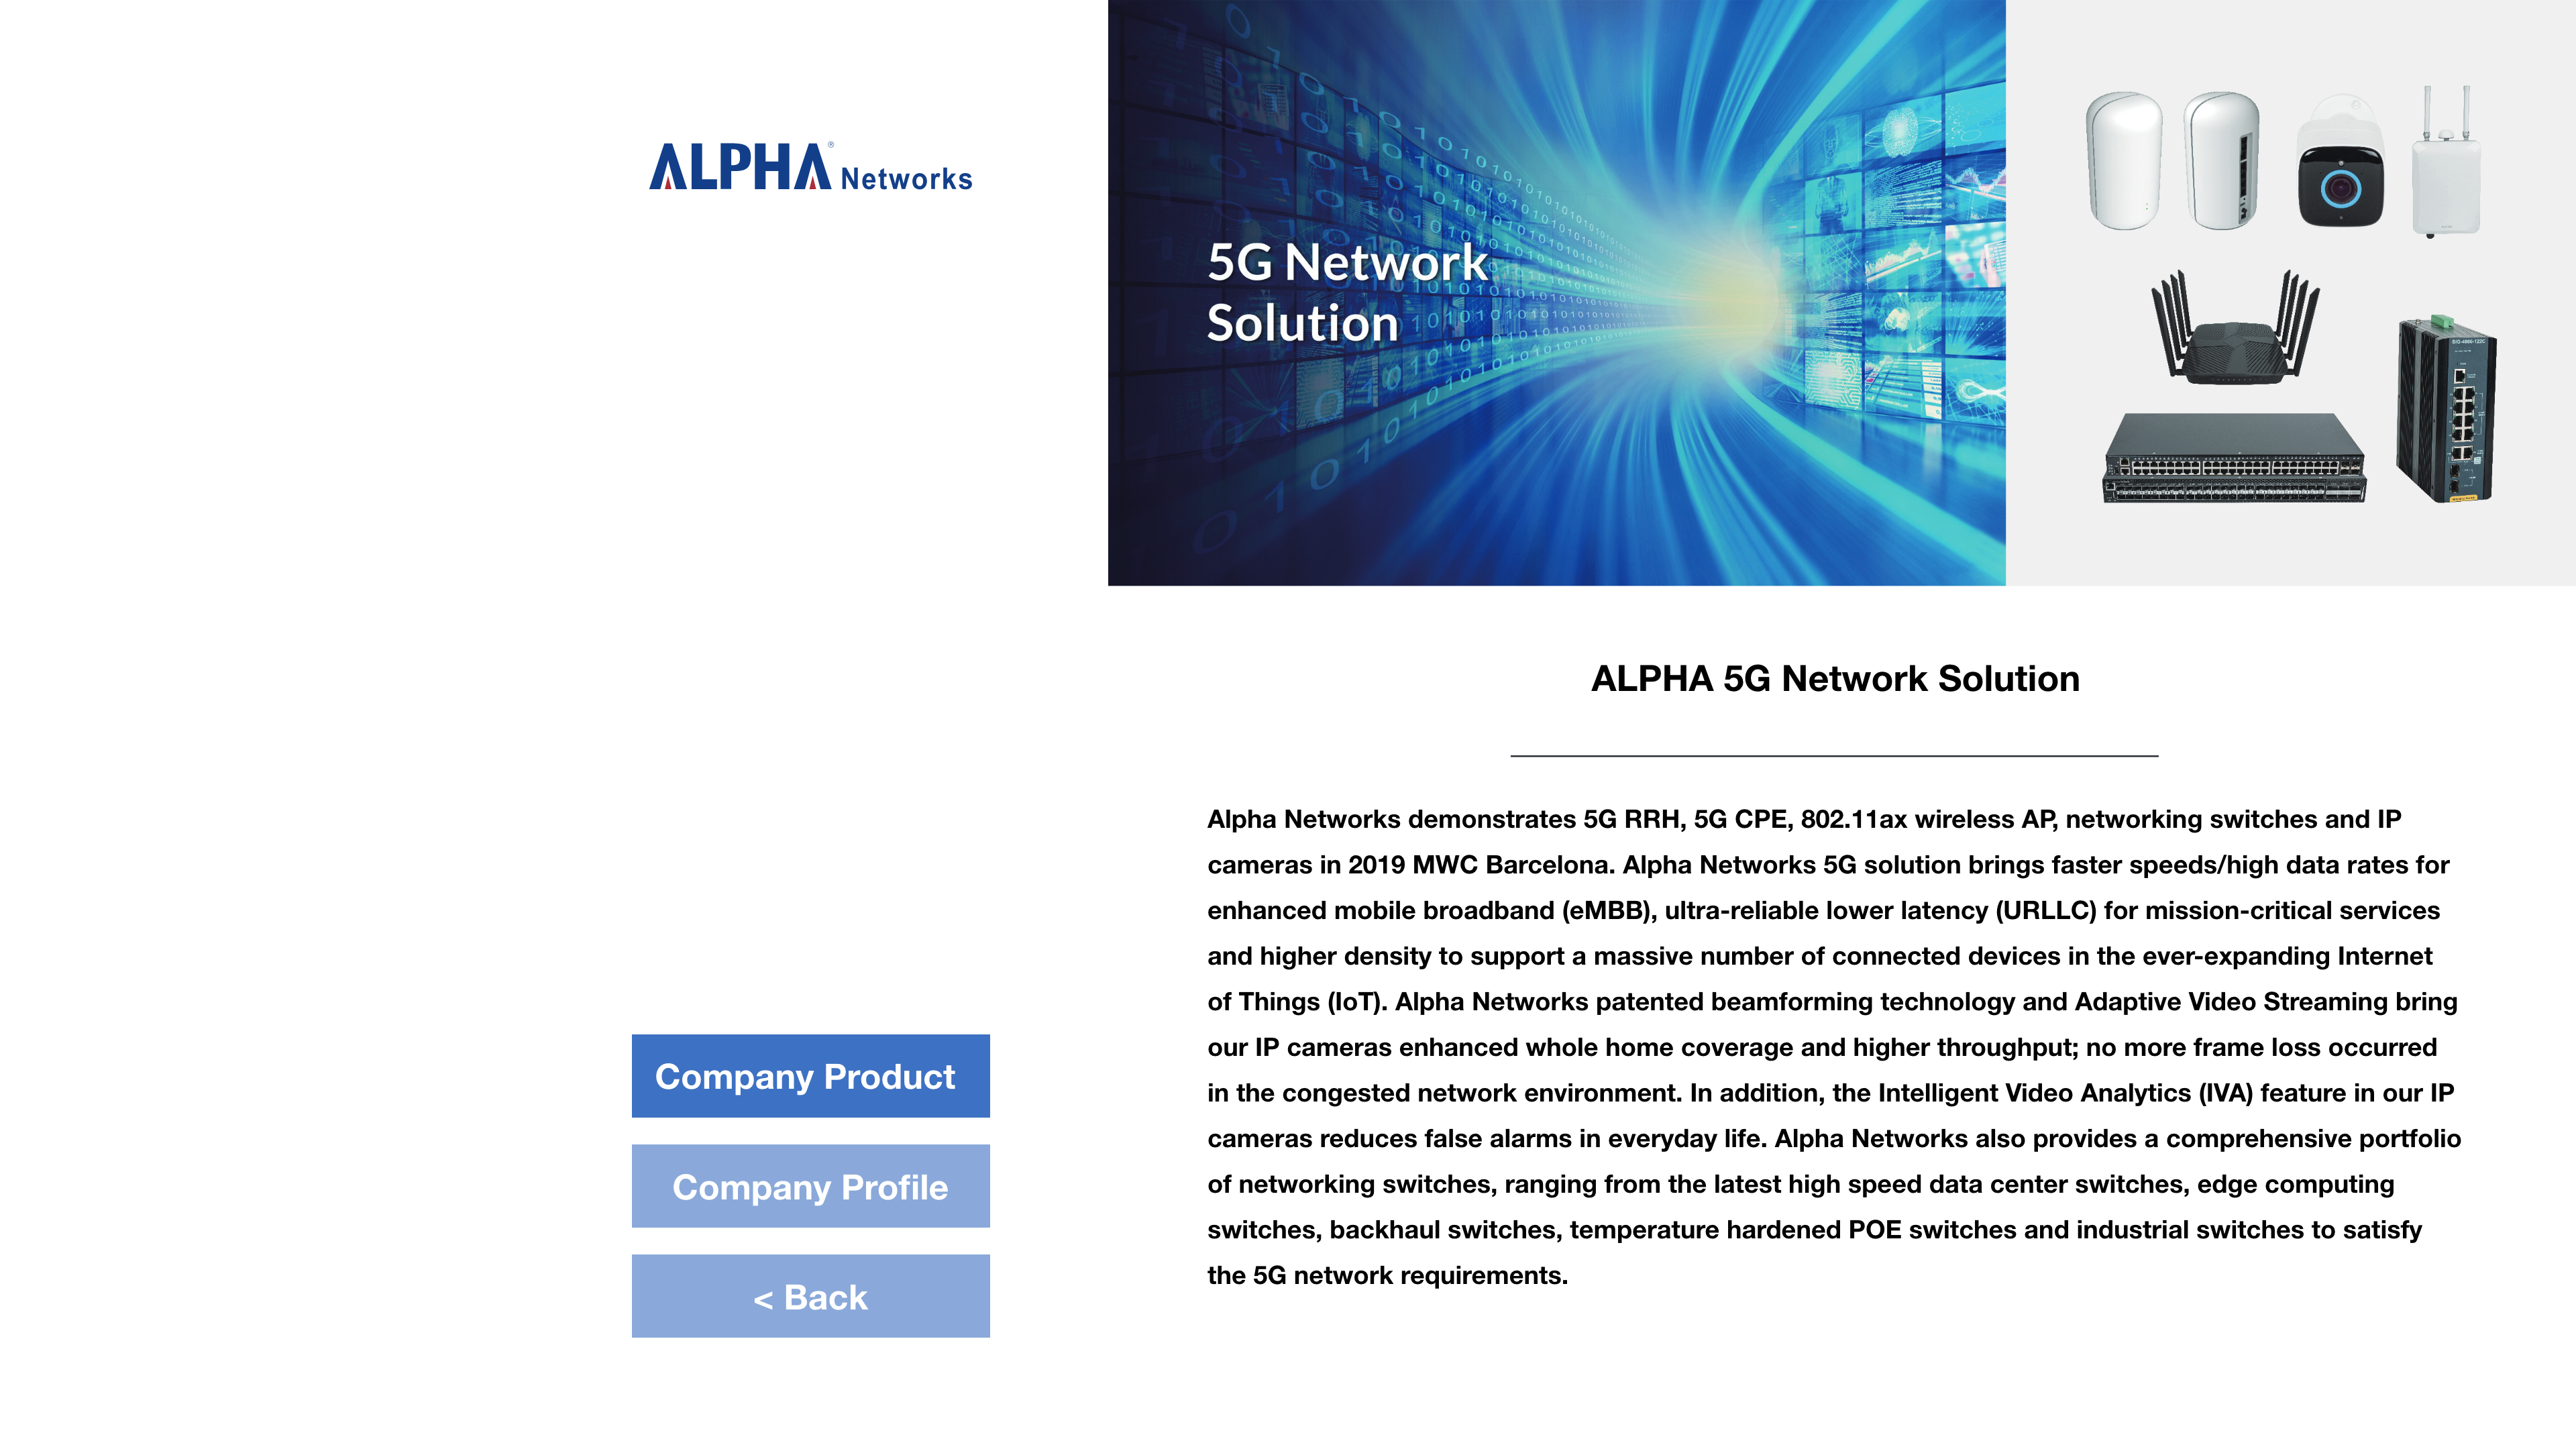 ALPHA® Networks
5G Network
Solution
ALPHA 5G Network Solution
Alpha Networks demonstrates 5G RRH, 5G CPE, 802.11ax wireless AP, networking switches and IP
cameras in 2019 MWC Barcelona. Alpha Networks 5G solution brings faster speeds/high data rates for
enhanced mobile broadband (eMBB), ultra-reliable lower latency (URLLC) for mission-critical services
and higher density to support a massive number of connected devices in the ever-expanding Internet
of Things (IoT). Alpha Networks patented beamforming technology and Adaptive Video Streaming bring
our IP cameras enhanced whole home coverage and higher throughput; no more frame loss occurred
in the congested network environment. In addition, the Intelligent Video Analytics (IVA) feature in our IP
cameras reduces false alarms in everyday life. Alpha Networks also provides a comprehensive portfolio
of networking switches, ranging from the latest high speed data center switches, edge computing
switches, backhaul switches, temperature hardened POE switches and industrial switches to satisfy
the 5G network requirements.
Company Product
Company Profile
< Back